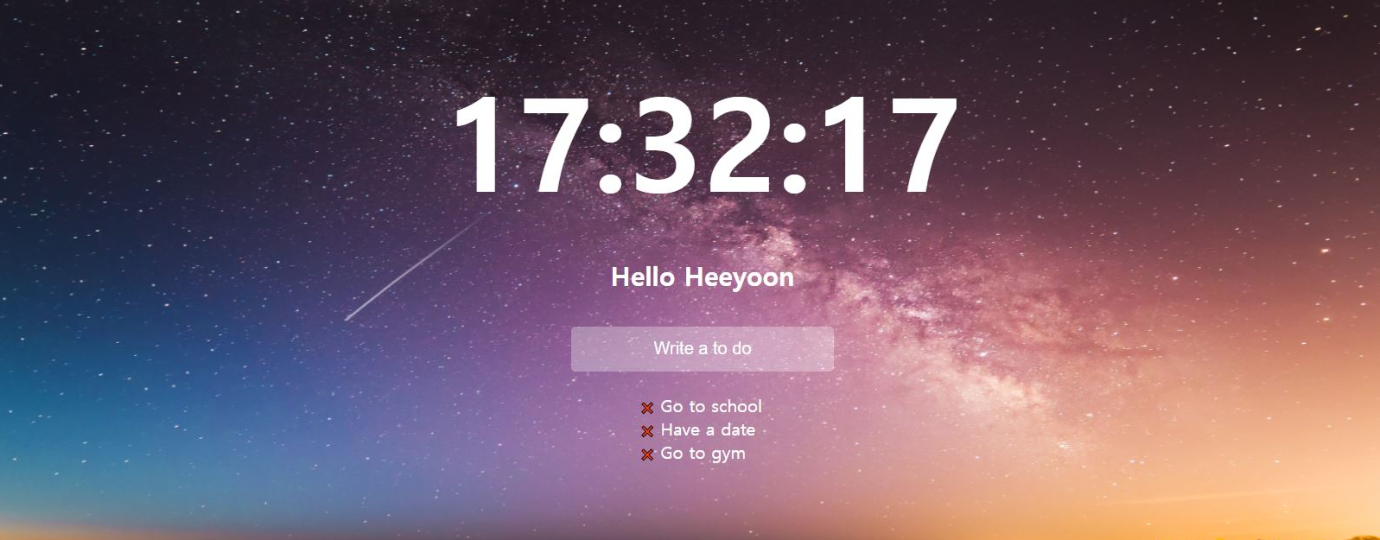 17:32:17
Hello Heeyoon
Write a to do
Go to school
Have a date
Go to gym